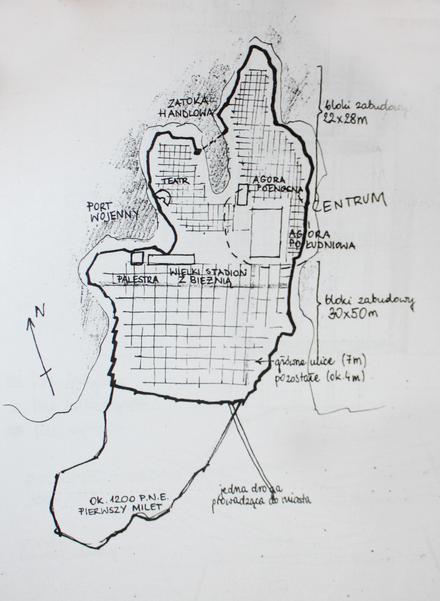 ZATOKA
HANDLOWA
bloki zabudowy
22x28m
TEATR
AGORA
PÓŁNOCNA
CENTRUM
PORT
WOJENNY
AGORA
POŁUDNIOWA
PALESTRA
WIELKI STADION
Z BIEŻNIĄ
bloki zabudowy
30x50m
N
główne ulice (7m)
pozostałe (ok. 4m)
jedna droga
prowadząca do miasta
OK. 1200 P.N.E.
PIERWSZY MILET